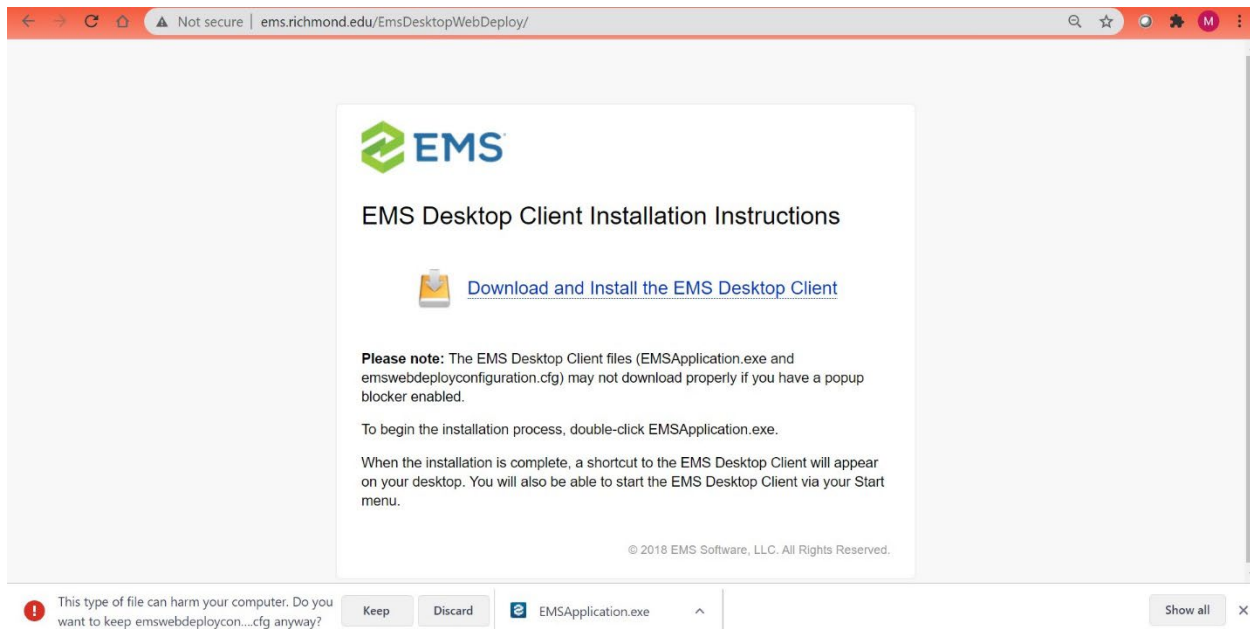 Not secure | ems.richmond.edu/EmsDesktopWebDeploy/
M
EMS
EMS Desktop Client Installation Instructions
Download and Install the EMS Desktop Client
Please note: The EMS Desktop Client files (EMSApplication.exe and
emswebdeployconfiguration.cfg) may not download properly if you have a popup
blocker enabled.
To begin the installation process, double-click EMSApplication.exe.
When the installation is complete, a shortcut to the EMS Desktop Client will appear
on your desktop. You will also be able to start the EMS Desktop Client via your Start
menu.
© 2018 EMS Software, LLC. All Rights Reserved.
This type of file can harm your computer. Do you
want to keep emswebdeploycon....cfg anyway?
Keep
Discard
EMSApplication.exe
Show all